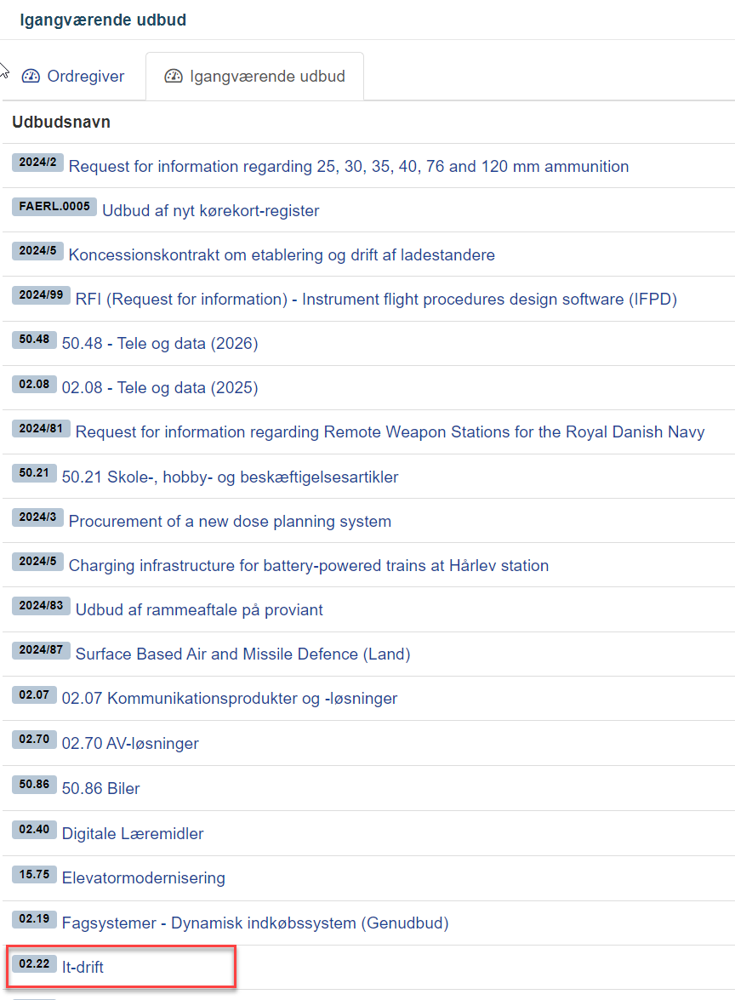 Igangværende udbud
Ordregiver Igangværende udbud
Udbudsnavn
2024/2 Request for information regarding 25, 30, 35, 40, 76 and 120 mm ammunition
FAERL.0005 Udbud af nyt kørekort-register
2024/5 Koncessionskontrakt om etablering og drift af ladestandere
2024/99 RFI (Request for information) - Instrument flight procedures design software (IFPD)
50.48 50.48 - Tele og data (2026)
02.08 02.08 - Tele og data (2025)
2024/81 Request for information regarding Remote Weapon Stations for the Royal Danish Navy
50.21 50.21 Skole-, hobby- og beskæftigelsesartikler
2024/3 Procurement of a new dose planning system
2024/5 Charging infrastructure for battery-powered trains at Hårlev station
2024/83 Udbud af rammeaftale på proviant
2024/87 Surface Based Air and Missile Defence (Land)
02.07 02.07 Kommunikationsprodukter og -løsninger
02.70 02.70 AV-løsninger
50.86 50.86 Biler
02.40 Digitale Læremidler
15.75 Elevatormodernisering
02.19 Fagsystemer - Dynamisk indkøbssystem (Genudbud)
02.22 It-drift